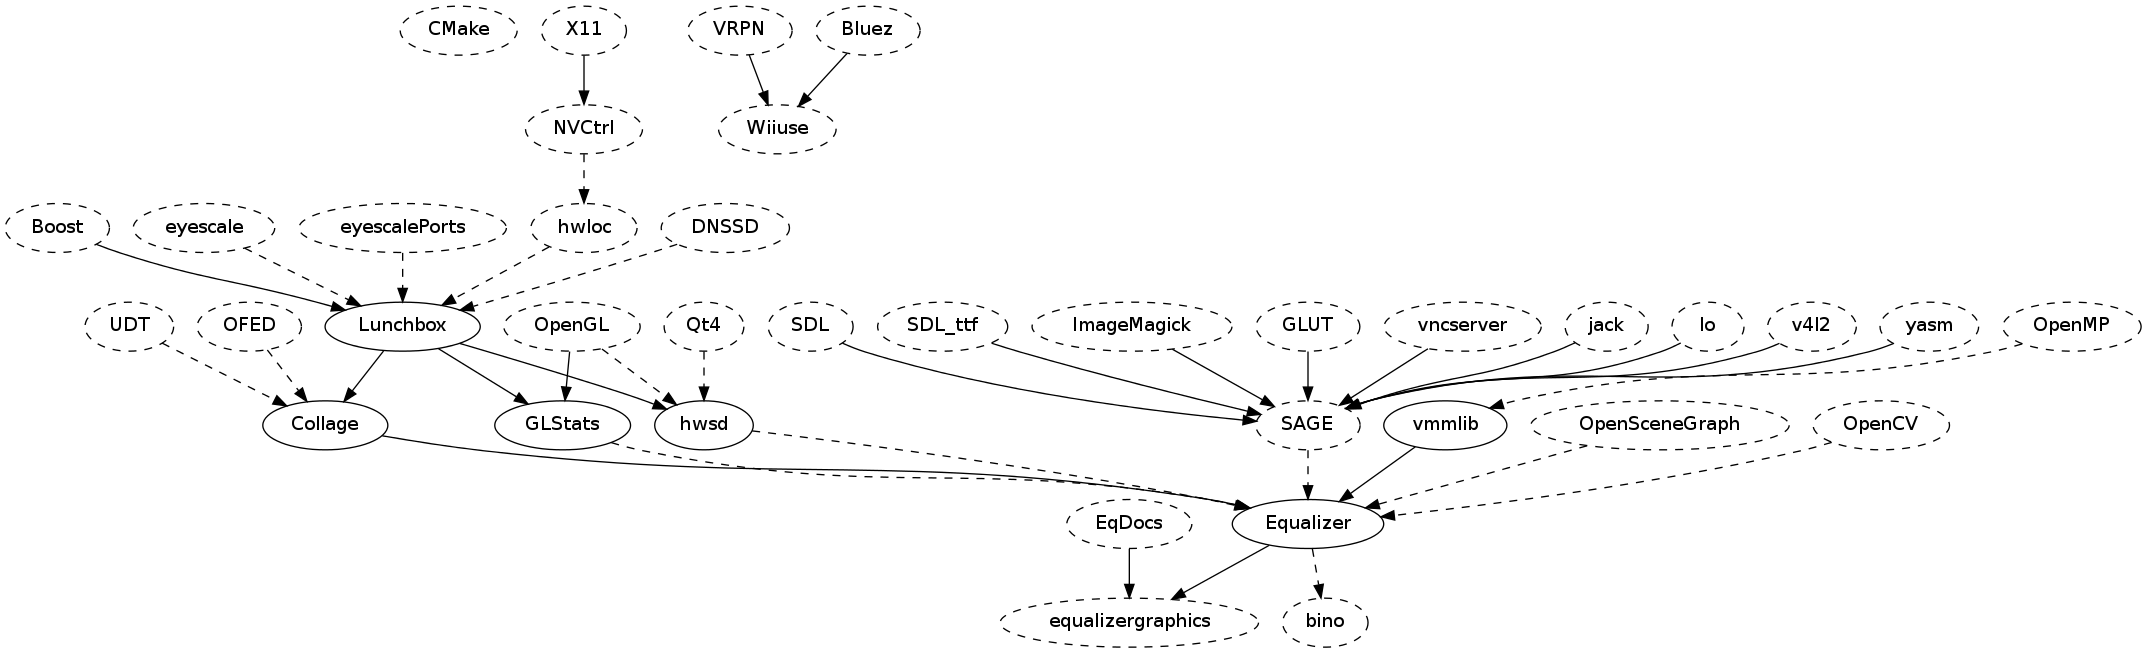 CMake
X11
VRPN
Bluez
NVCtrl
Wiiuse
Boost
eyescale
eyescalePorts
hwloc
DNSSD
UDT
OFED
Lunchbox
OpenGL
Qt4
SDL
SDL_ttf
ImageMagick
GLUT
vncserver
jack
lo
v4l2
yasm
OpenMP
Collage
GLStats
hwsd
SAGE
vmmlib
OpenSceneGraph
OpenCV
EqDocs
Equalizer
equalizergraphics
bino